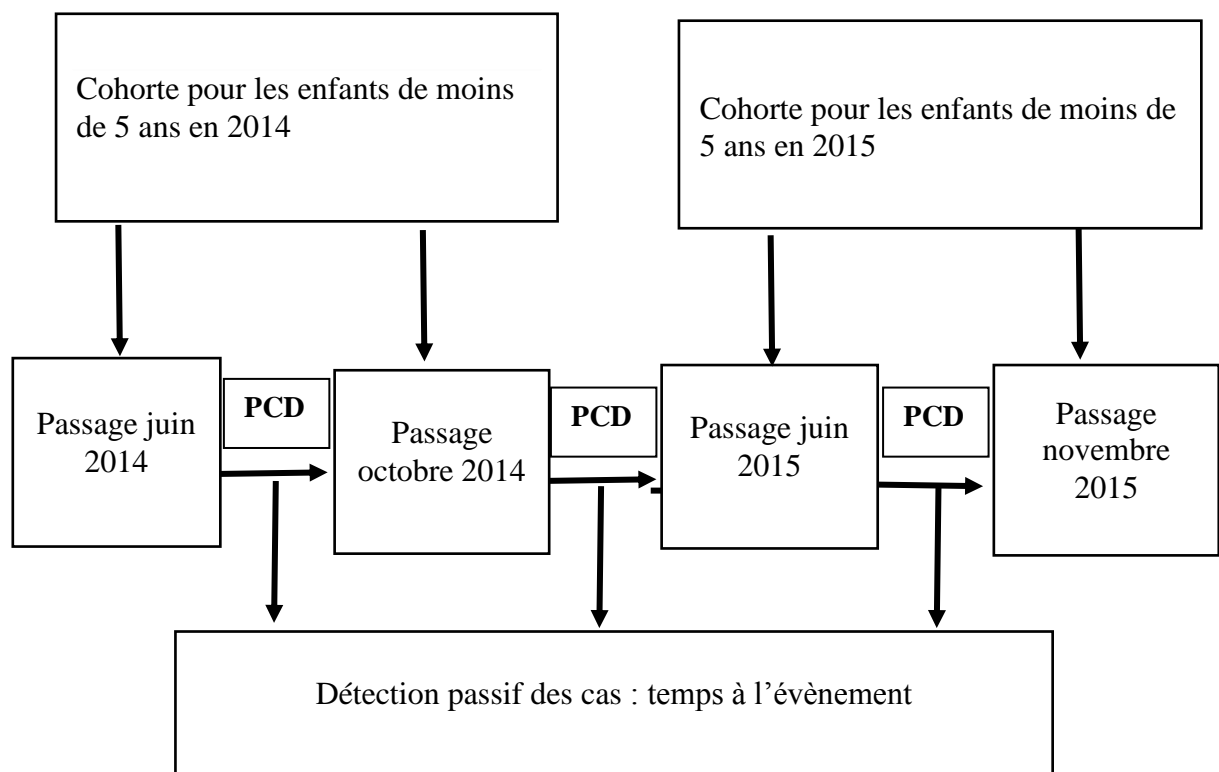 Cohorte pour les enfants de moins
de 5 ans en 2014
Cohorte pour les enfants de moins de
5 ans en 2015
Passage juin
2014
PCD
Passage
octobre 2014
PCD
Passage juin
2015
PCD
Passage
novembre
2015
Détection passif des cas : temps à l’évènement